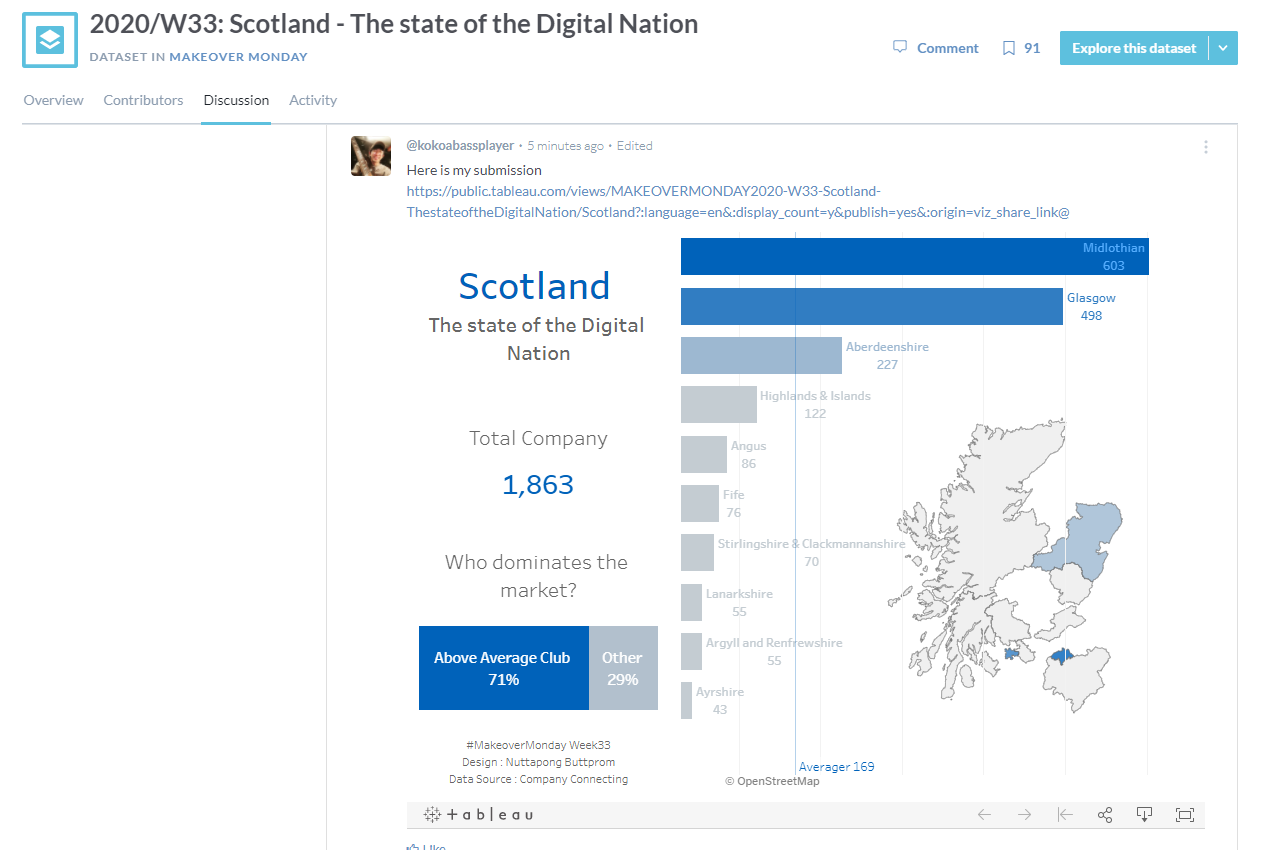 2020/W33: Scotland - The state of the Digital Nation
DATASET IN MAKEOVER MONDAY
Comment
91
Explore this dataset
Overview
Contributors
Discussion
Activity
@kokoabassplayer • 5 minutes ago • Edited
Here is my submission
https://public.tableau.com/views/MAKEOVERMONDAY2020-W33-Scotland-
ThestateoftheDigitalNation/Scotland?:language=en&:display_count=y&publish=yes&:origin=viz_share_link@
Scotland
The state of the Digital
Nation
Total Company
1,863
Who dominates the
market?
Above Average Club
71%
Other
29%
#MakeoverMonday Week33
Design : Nuttapong Buttprom
Data Source : Company Connecting
Midlothian
603
Glasgow
498
Aberdeenshire
227
Highlands & Islands
122
Angus
86
Fife
76
Stirlingshire & Clackmannanshire
70
Lanarkshire
55
Argyll and Renfrewshire
55
Ayrshire
43
Averager 169
© OpenStreetMap
+ a b l e a u
Like